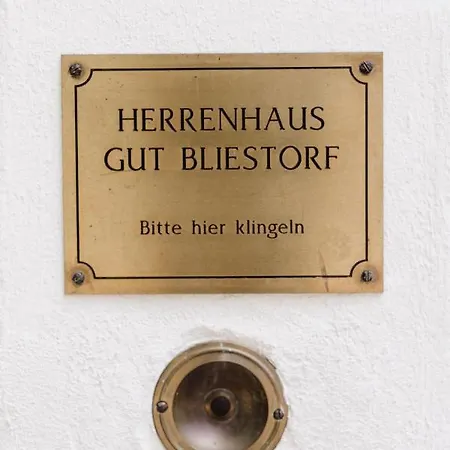 HERRENHAUS
GUT BLIESTORF
Bitte hier klingeln